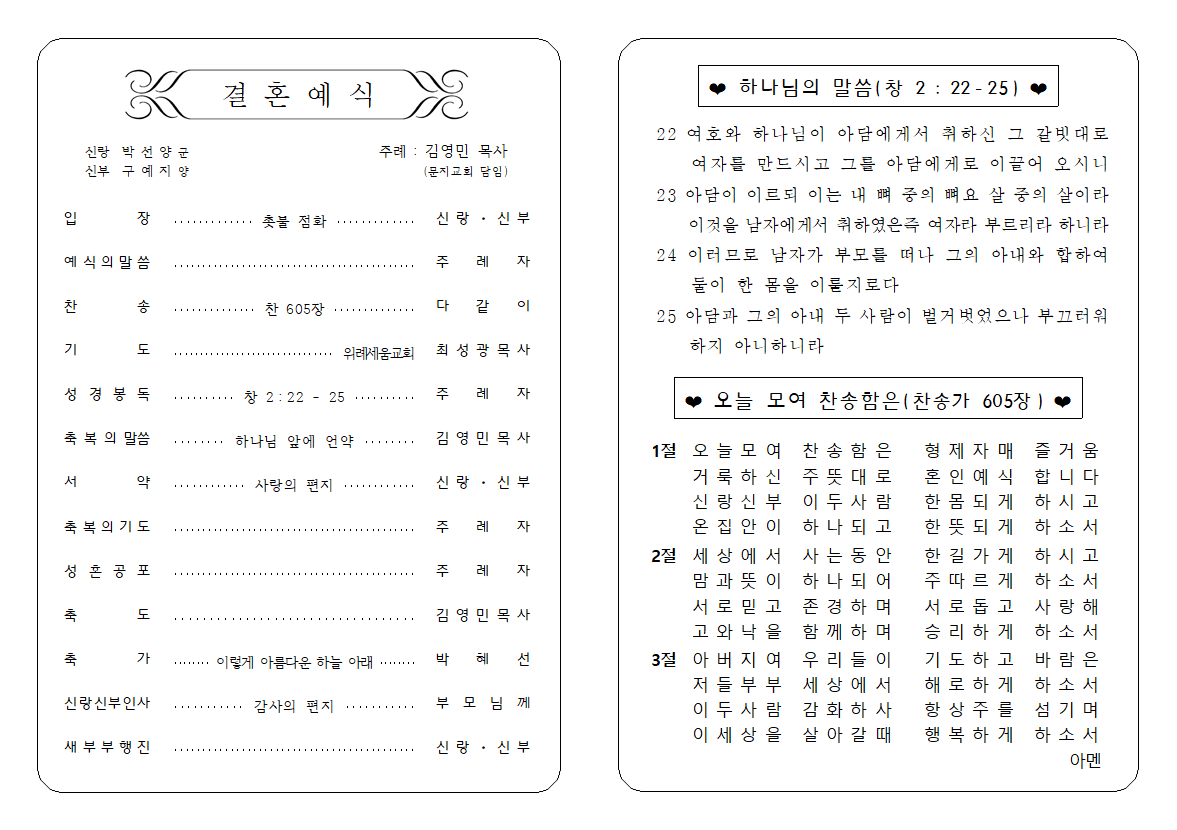 결 혼 예 식
신랑 박 선 양 군
신부 구 예 지 양
주례 : 김영민 목사
(문지교회 담임)
입 장 ············ 촛불 점화 ············ 신 랑 · 신 부
예 식 의 말 씀 ······································ 주 례 자
찬 송 ············ 찬 605장 ············ 다 같 이
기 도 ························ 위례세움교회 최 성 광 목 사
성 경 봉 독 ········· 창 2 : 22 - 25 ········· 주 례 자
축 복 의 말씀 ········ 하나님 앞에 언약 ········ 김 영 민 목 사
서 약 ··········· 사랑의 편지 ··········· 신 랑 · 신 부
축 복 의 기 도 ······································ 주 례 자
성 혼 공 포 ······································ 주 례 자
축 도 ······································ 김 영 민 목 사
축 가 ······· 이렇게 아름다운 하늘 아래 ······· 박 혜 선
신랑신부인사 ··········· 감사의 편지 ··········· 부 모 님 께
새 부 부 행 진 ······································ 신 랑 · 신 부
❤ 하나님의 말씀(창 2 : 22-25) ❤
22 여호와 하나님이 아담에게서 취하신 그 갈빗대로
여자를 만드시고 그를 아담에게로 이끌어 오시니
23 아담이 이르되 이는 내 뼈 중의 뼈요 살 중의 살이라
이것을 남자에게서 취하였은즉 여자라 부르리라 하니라
24 이러므로 남자가 부모를 떠나 그의 아내와 합하여
둘이 한 몸을 이룰지로다
25 아담과 그의 아내 두 사람이 벌거벗었으나 부끄러워
하지 아니하니라
❤ 오늘 모여 찬송함은(찬송가 605장) ❤
1절 오 늘 모 여 찬 송 함 은 형 제 자 매 즐 거 움
거 룩 하 신 주 뜻 대 로 혼 인 예 식 합 니 다
신 랑 신 부 이 두 사 람 한 몸 되 게 하 시 고
온 집 안 이 하 나 되 고 한 뜻 되 게 하 소 서
2절 세 상 에 서 사 는 동 안 한 길 가 게 하 시 고
맘 과 뜻 이 하 나 되 어 주 따 르 게 하 소 서
서 로 믿 고 존 경 하 며 서 로 돕 고 사 랑 해
고 와 낙 을 함 께 하 며 승 리 하 게 하 소 서
3절 아 버 지 여 우 리 들 이 기 도 하 고 바 람 은
저 들 부 부 세 상 에 서 해 로 하 게 하 소 서
이 두 사 람 감 화 하 사 항 상 주 를 섬 기 며
이 세 상 을 살 아 갈 때 행 복 하 게 하 소 서
아멘